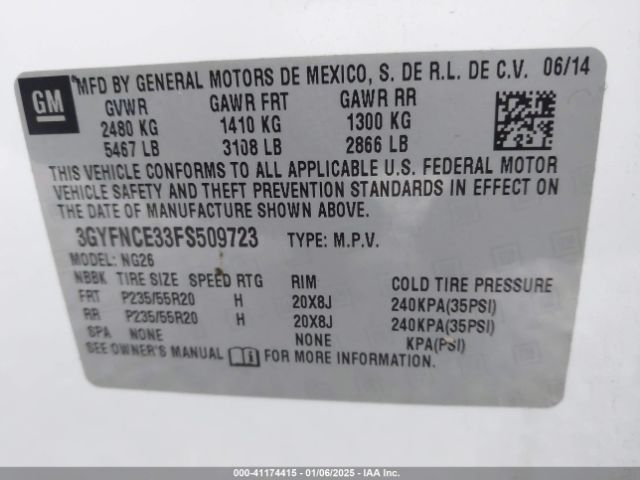 GM
MFD BY GENERAL MOTORS DE MEXICO, S. DE R.L. DE C.V. 06/14
GVWR GAWR FRT GAWR RR
2480 KG 1410 KG 1300 KG
5467 LB 3108 LB 2866 LB
THIS VEHICLE CONFORMS TO ALL APPLICABLE U.S. FEDERAL MOTOR
VEHICLE SAFETY AND THEFT PREVENTION STANDARDS IN EFFECT ON
THE DATE OF MANUFACTURE SHOWN ABOVE.
3GYFNCE33FS509723 TYPE: M.P.V.
MODEL: NG26
NBBK TIRE SIZE SPEED RTG RIM COLD TIRE PRESSURE
FRT P235/55R20 H 20X8J 240KPA(35PSI)
RR P235/55R20 H 20X8J 240KPA(35PSI)
SPA NONE NONE KPA(PSI)
SEE OWNER'S MANUAL FOR MORE INFORMATION.
000-41174415 - 01/06/2025 - IAAI.com